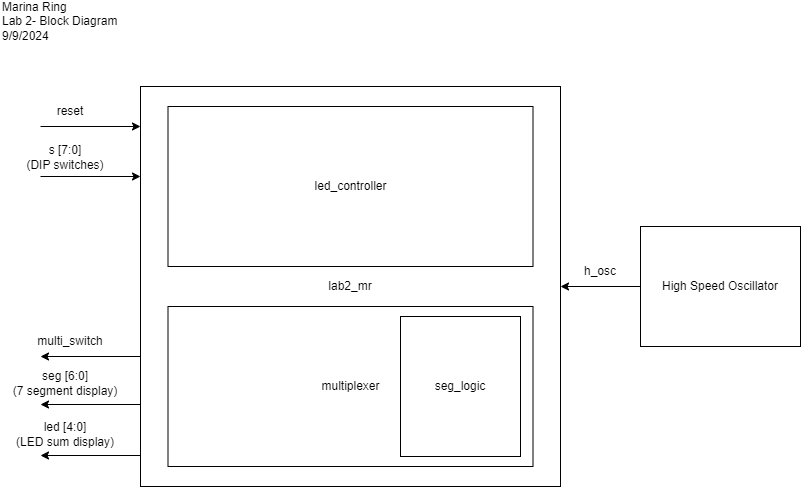 Marina Ring
Lab 2- Block Diagram
9/9/2024
reset
s [7:0]
(DIP switches)
led_controller
h_osc
High Speed Oscillator
lab2_mr
multi_switch
seg [6:0]
(7 segment display)
multiplexer
seg_logic
led [4:0]
(LED sum display)